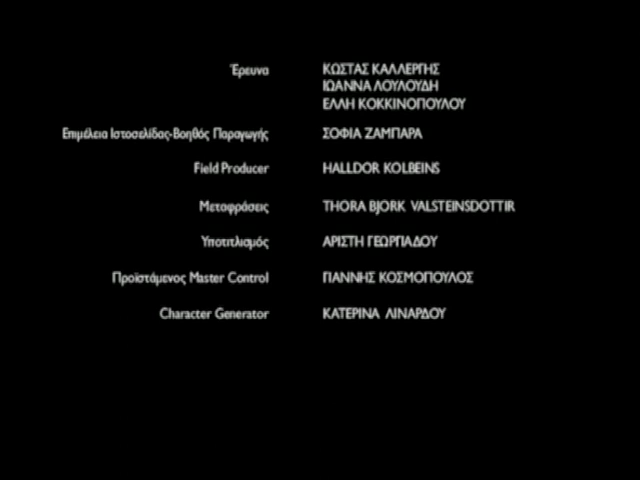 Έρευνα ΚΩΣΤΑΣ ΚΑΛΛΕΡΓΗΣ
ΙΩΑΝΝΑ ΛΟΥΛΟΥΔΗ
ΕΛΛΗ ΚΟΚΚΙΝΟΠΟΥΛΟΥ
Επιμέλεια Ιστοσελίδας-Βοηθός Παραγωγής ΣΟΦΙΑ ΖΑΜΠΑΡΑ
Field Producer HALLDOR KOLBEINS
Μεταφράσεις THORA BJORK VALSTEINSDOTTIR
Υποτιτλισμός ΑΡΙΣΤΗ ΓΕΩΡΓΙΑΔΟΥ
Προϊστάμενος Master Control ΓΙΑΝΝΗΣ ΚΟΣΜΟΠΟΥΛΟΣ
Character Generator ΚΑΤΕΡΙΝΑ ΛΙΝΑΡΔΟΥ